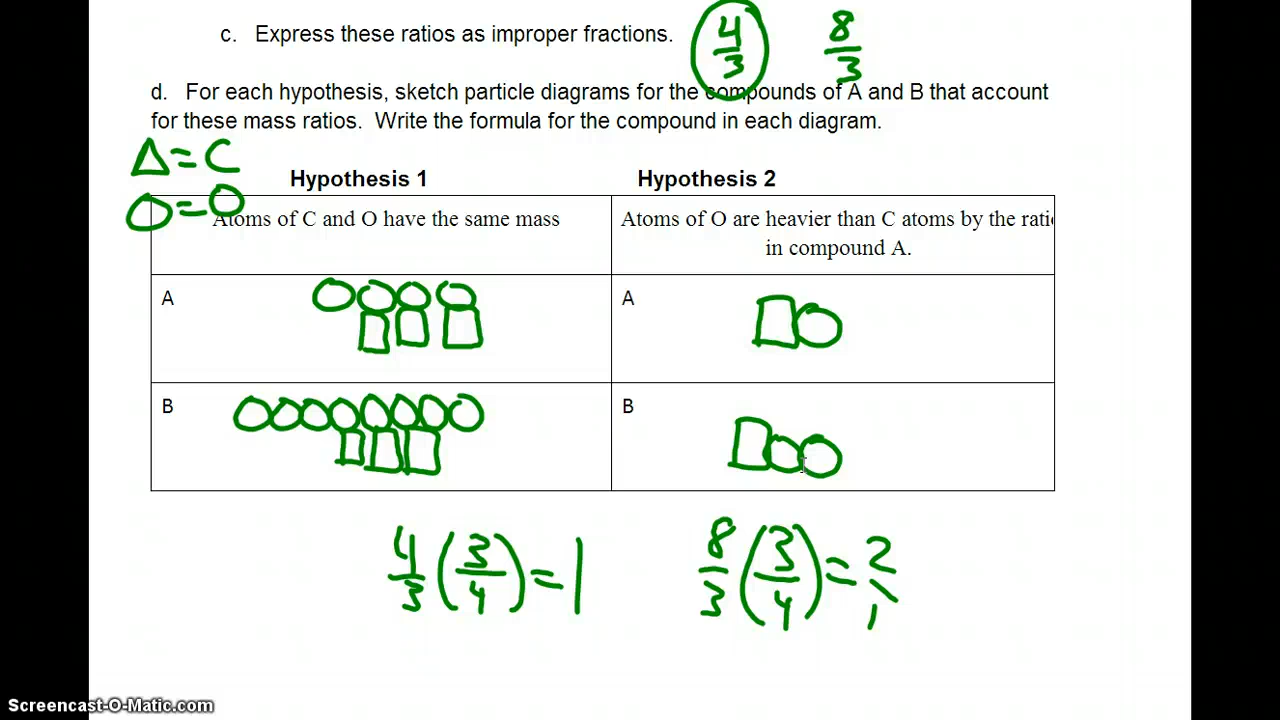 c. Express these ratios as improper fractions. 4/3 8/3
d. For each hypothesis, sketch particle diagrams for the compounds of A and B that account
for these mass ratios. Write the formula for the compound in each diagram.
Δ = C
O = O
Hypothesis 1 Hypothesis 2
Atoms of C and O have the same mass
Atoms of O are heavier than C atoms by the ratio
in compound A.
A A
B B
4/3 (3/4) = 1 8/3 (3/4) = 2/1
Screencast-O-Matic.com